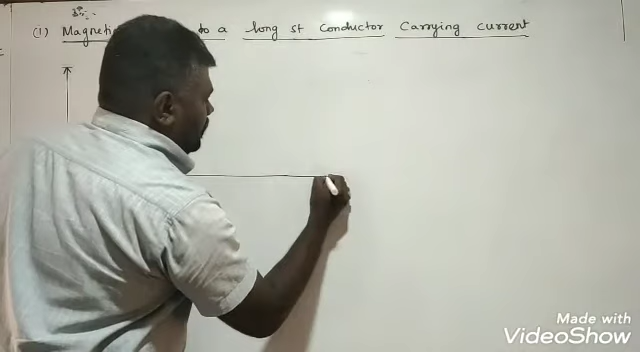 (1) Magneti to a long st Conductor Carrying current
Made with
VideoShow